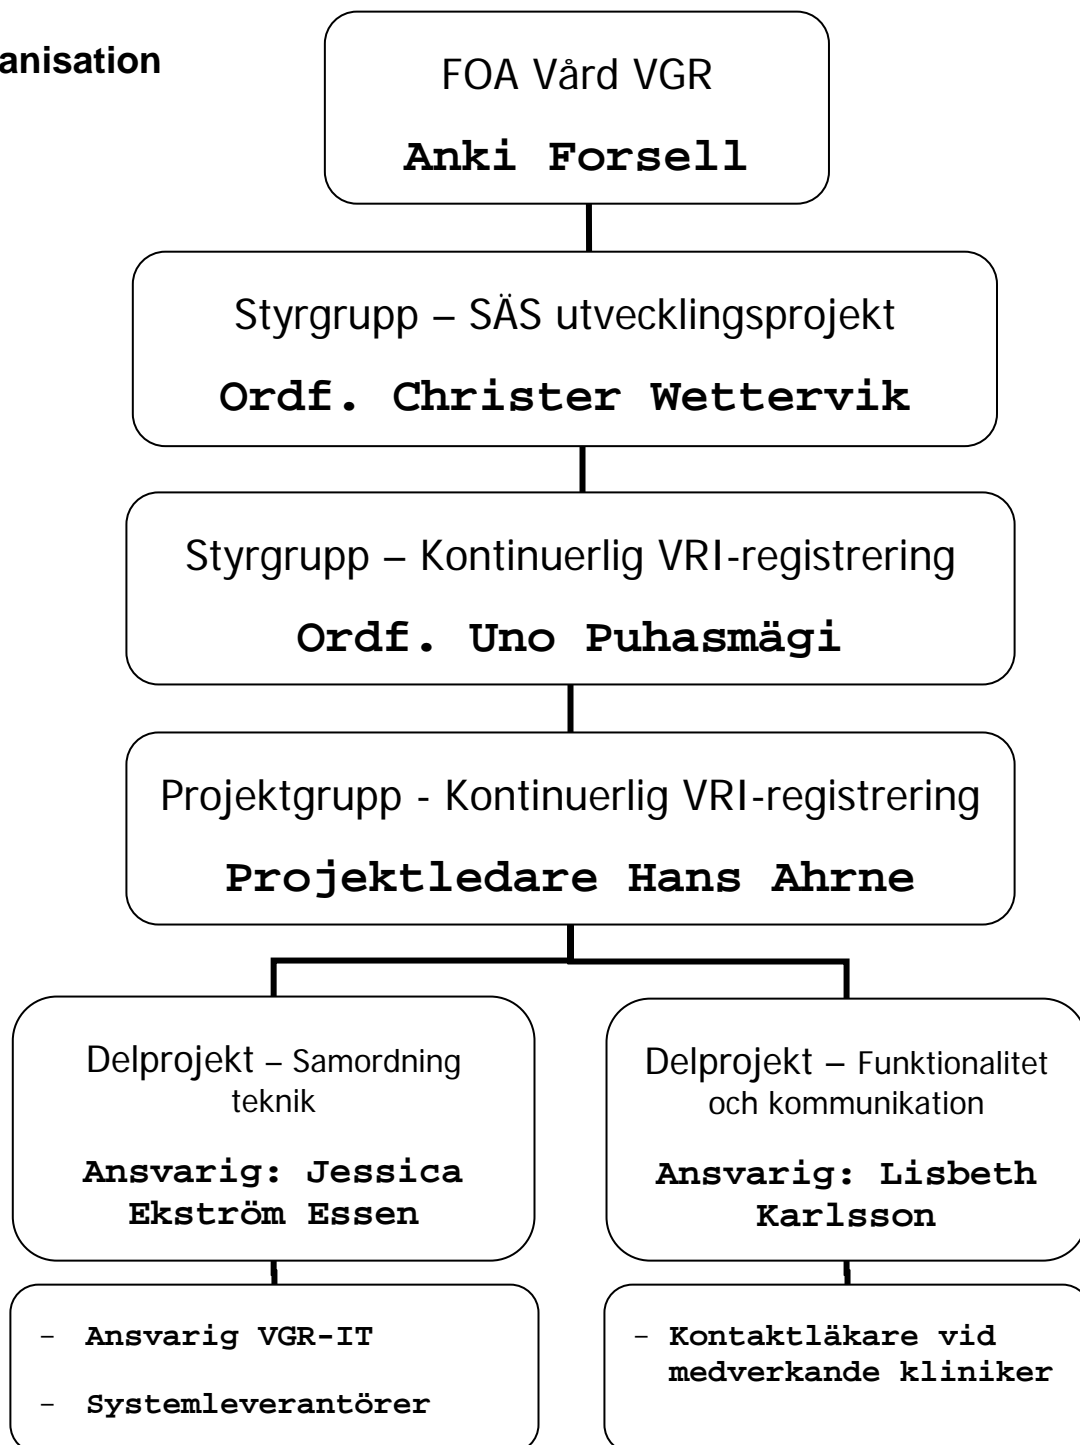 anisation
FOA Vård VGR
Anki Forsell
Styrgrupp – SÄS utvecklingsprojekt
Ordf. Christer Wettervik
Styrgrupp – Kontinuerlig VRI-registrering
Ordf. Uno Puhasmägi
Projektgrupp - Kontinuerlig VRI-registrering
Projektledare Hans Ahrne
Delprojekt – Samordning
teknik
Ansvarig: Jessica
Ekström Essen
Delprojekt – Funktionalitet
och kommunikation
Ansvarig: Lisbeth
Karlsson
– Ansvarig VGR-IT
– Systemleverantörer
– Kontaktläkare vid
medverkande kliniker